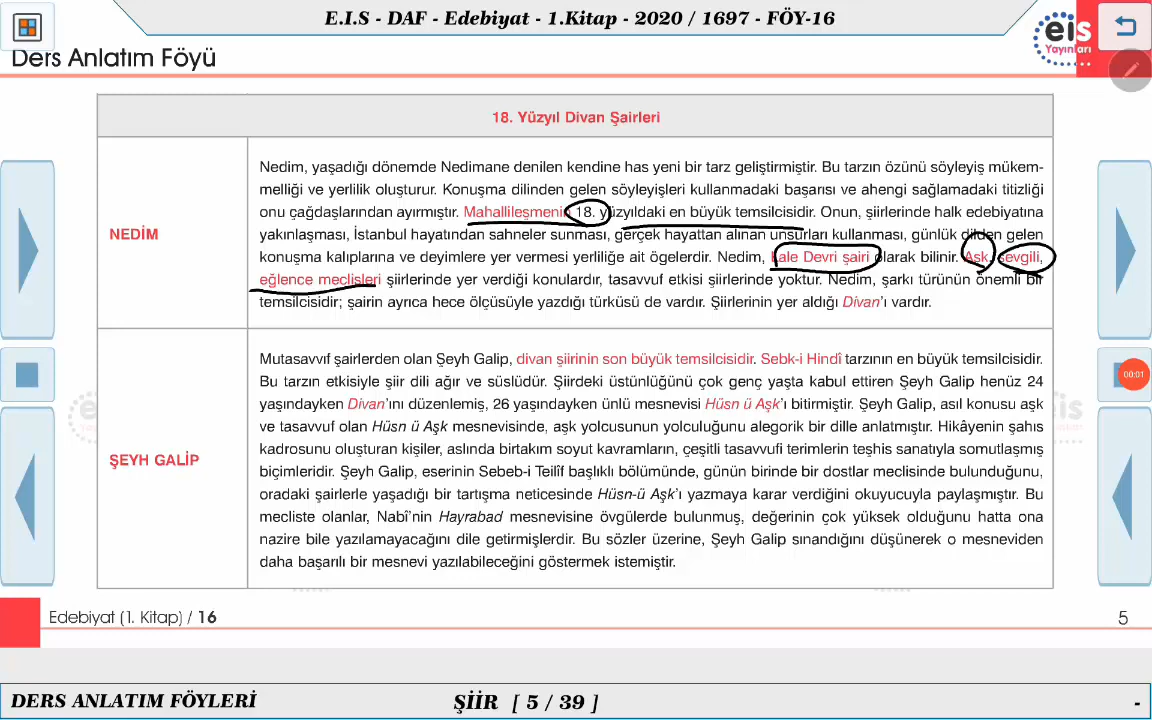 E.I.S - DAF - Edebiyat - 1.Kitap - 2020 / 1697 - FÖY-16
eis
Yayınları
Ders Anlatım Föyü
18. Yüzyıl Divan Şairleri
NEDİM
Nedim, yaşadığı dönemde Nedimane denilen kendine has yeni bir tarz geliştirmiştir. Bu tarzın özünü söyleyiş mükem-
melliği ve yerlilik oluşturur. Konuşma dilinden gelen söyleyişleri kullanmadaki başarısı ve ahengi sağlamadaki titizliği
onu çağdaşlarından ayırmıştır. Mahallileşmenin 18. yüzyıldaki en büyük temsilcisidir. Onun, şiirlerinde halk edebiyatına
yakınlaşması, İstanbul hayatından sahneler sunması, gerçek hayattan alınan unsurları kullanması, günlük dilden gelen
konuşma kalıplarına ve deyimlere yer vermesi yerliliğe ait ögelerdir. Nedim, Lale Devri şairi olarak bilinir. Aşk, sevgili,
eğlence meclisleri şiirlerinde yer verdiği konulardır, tasavvuf etkisi şiirlerinde yoktur. Nedim, şarkı türünün önemli bir
temsilcisidir; şairin ayrıca hece ölçüsüyle yazdığı türküsü de vardır. Şiirlerinin yer aldığı Divan'ı vardır.
ŞEYH GALİP
Mutasavvıf şairlerden olan Şeyh Galip, divan şiirinin son büyük temsilcisidir. Sebk-i Hindî tarzının en büyük temsilcisidir.
Bu tarzın etkisiyle şiir dili ağır ve süslüdür. Şiirdeki üstünlüğünü çok genç yaşta kabul ettiren Şeyh Galip henüz 24
yaşındayken Divan'ını düzenlemiş, 26 yaşındayken ünlü mesnevisi Hüsn ü Aşk'ı bitirmiştir. Şeyh Galip, asıl konusu aşk
ve tasavvuf olan Hüsn ü Aşk mesnevisinde, aşk yolcusunun yolculuğunu alegorik bir dille anlatmıştır. Hikâyenin şahıs
kadrosunu oluşturan kişiler, aslında birtakım soyut kavramların, çeşitli tasavvufi terimlerin teşhis sanatıyla somutlaşmış
biçimleridir. Şeyh Galip, eserinin Sebeb-i Teilîf başlıklı bölümünde, günün birinde bir dostlar meclisinde bulunduğunu,
oradaki şairlerle yaşadığı bir tartışma neticesinde Hüsn-ü Aşk'ı yazmaya karar verdiğini okuyucuyla paylaşmıştır. Bu
mecliste olanlar, Nabî'nin Hayrabad mesnevisine övgülerde bulunmuş, değerinin çok yüksek olduğunu hatta ona
nazire bile yazılamayacağını dile getirmişlerdir. Bu sözler üzerine, Şeyh Galip sınandığını düşünerek o mesneviden
daha başarılı bir mesnevi yazılabileceğini göstermek istemiştir.
00:01
Edebiyat (1. Kitap) / 16
5
DERS ANLATIM FÖYLERİ
ŞİİR [ 5 / 39 ]
-